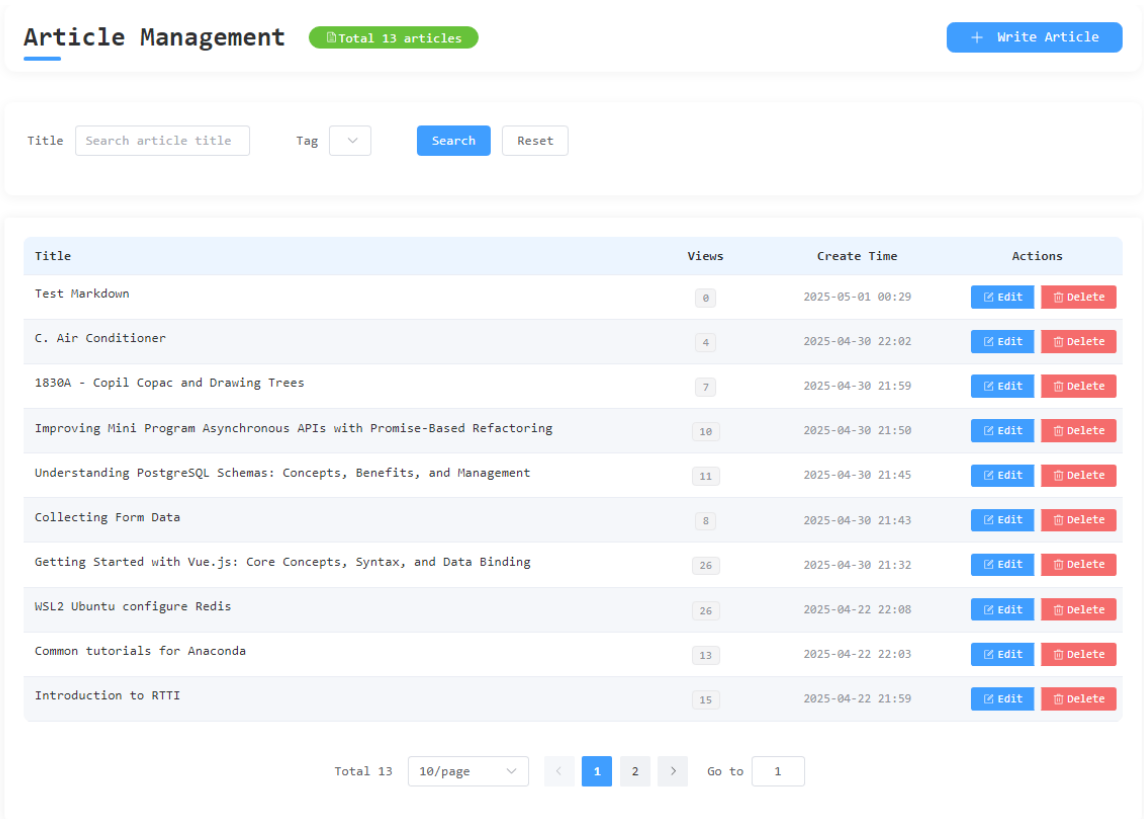 Article Management Total 13 articles + Write Article
Title Search article title Tag Search Reset
Title Views Create Time Actions
Test Markdown 0 2025-05-01 00:29 Edit Delete
C. Air Conditioner 4 2025-04-30 22:02 Edit Delete
1830A - Copil Copac and Drawing Trees 7 2025-04-30 21:59 Edit Delete
Improving Mini Program Asynchronous APIs with Promise-Based Refactoring 10 2025-04-30 21:50 Edit Delete
Understanding PostgreSQL Schemas: Concepts, Benefits, and Management 11 2025-04-30 21:45 Edit Delete
Collecting Form Data 8 2025-04-30 21:43 Edit Delete
Getting Started with Vue.js: Core Concepts, Syntax, and Data Binding 26 2025-04-30 21:32 Edit Delete
WSL2 Ubuntu configure Redis 26 2025-04-22 22:08 Edit Delete
Common tutorials for Anaconda 13 2025-04-22 22:03 Edit Delete
Introduction to RTTI 15 2025-04-22 21:59 Edit Delete
Total 13 10/page < 1 2 > Go to 1